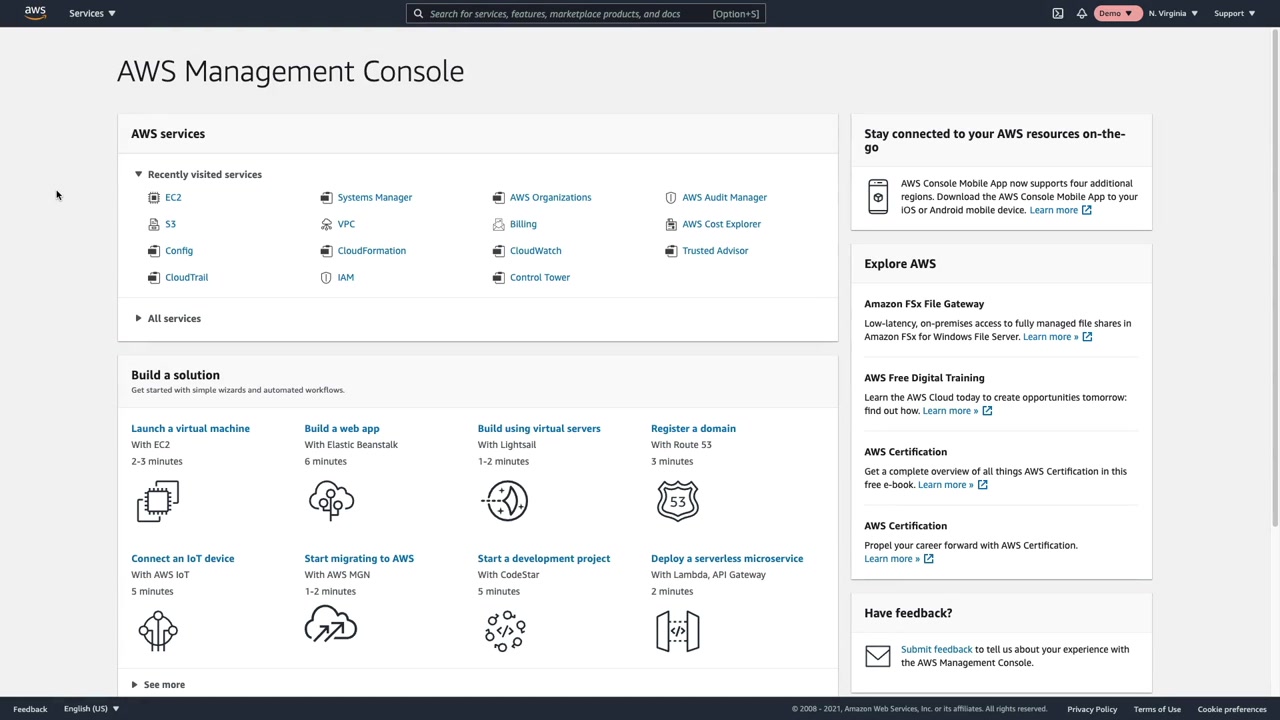 aws
Services
Search for services, features, marketplace products, and docs [Option+S]
Demo
N. Virginia
Support
AWS Management Console
AWS services
Recently visited services
EC2
Systems Manager
AWS Organizations
AWS Audit Manager
S3
VPC
Billing
AWS Cost Explorer
Config
CloudFormation
CloudWatch
Trusted Advisor
CloudTrail
IAM
Control Tower
All services
Build a solution
Get started with simple wizards and automated workflows.
Launch a virtual machine
With EC2
2-3 minutes
Build a web app
With Elastic Beanstalk
6 minutes
Build using virtual servers
With Lightsail
1-2 minutes
Register a domain
With Route 53
3 minutes
53
Connect an IoT device
With AWS IoT
5 minutes
Start migrating to AWS
With AWS MGN
1-2 minutes
Start a development project
With CodeStar
5 minutes
</>
Deploy a serverless microservice
With Lambda, API Gateway
2 minutes
</>
See more
Stay connected to your AWS resources on-the-
go
AWS Console Mobile App now supports four additional
regions. Download the AWS Console Mobile App to your
iOS or Android mobile device. Learn more
Explore AWS
Amazon FSx File Gateway
Low-latency, on-premises access to fully managed file shares in
Amazon FSx for Windows File Server. Learn more »
AWS Free Digital Training
Learn the AWS Cloud today to create opportunities tomorrow:
find out how. Learn more »
AWS Certification
Get a complete overview of all things AWS Certification in this
free e-book. Learn more »
AWS Certification
Propel your career forward with AWS Certification.
Learn more »
Have feedback?
Submit feedback to tell us about your experience with
the AWS Management Console.
Feedback
English (US)
© 2008 - 2021, Amazon Web Services, Inc. or its affiliates. All rights reserved.
Privacy Policy
Terms of Use
Cookie preferences